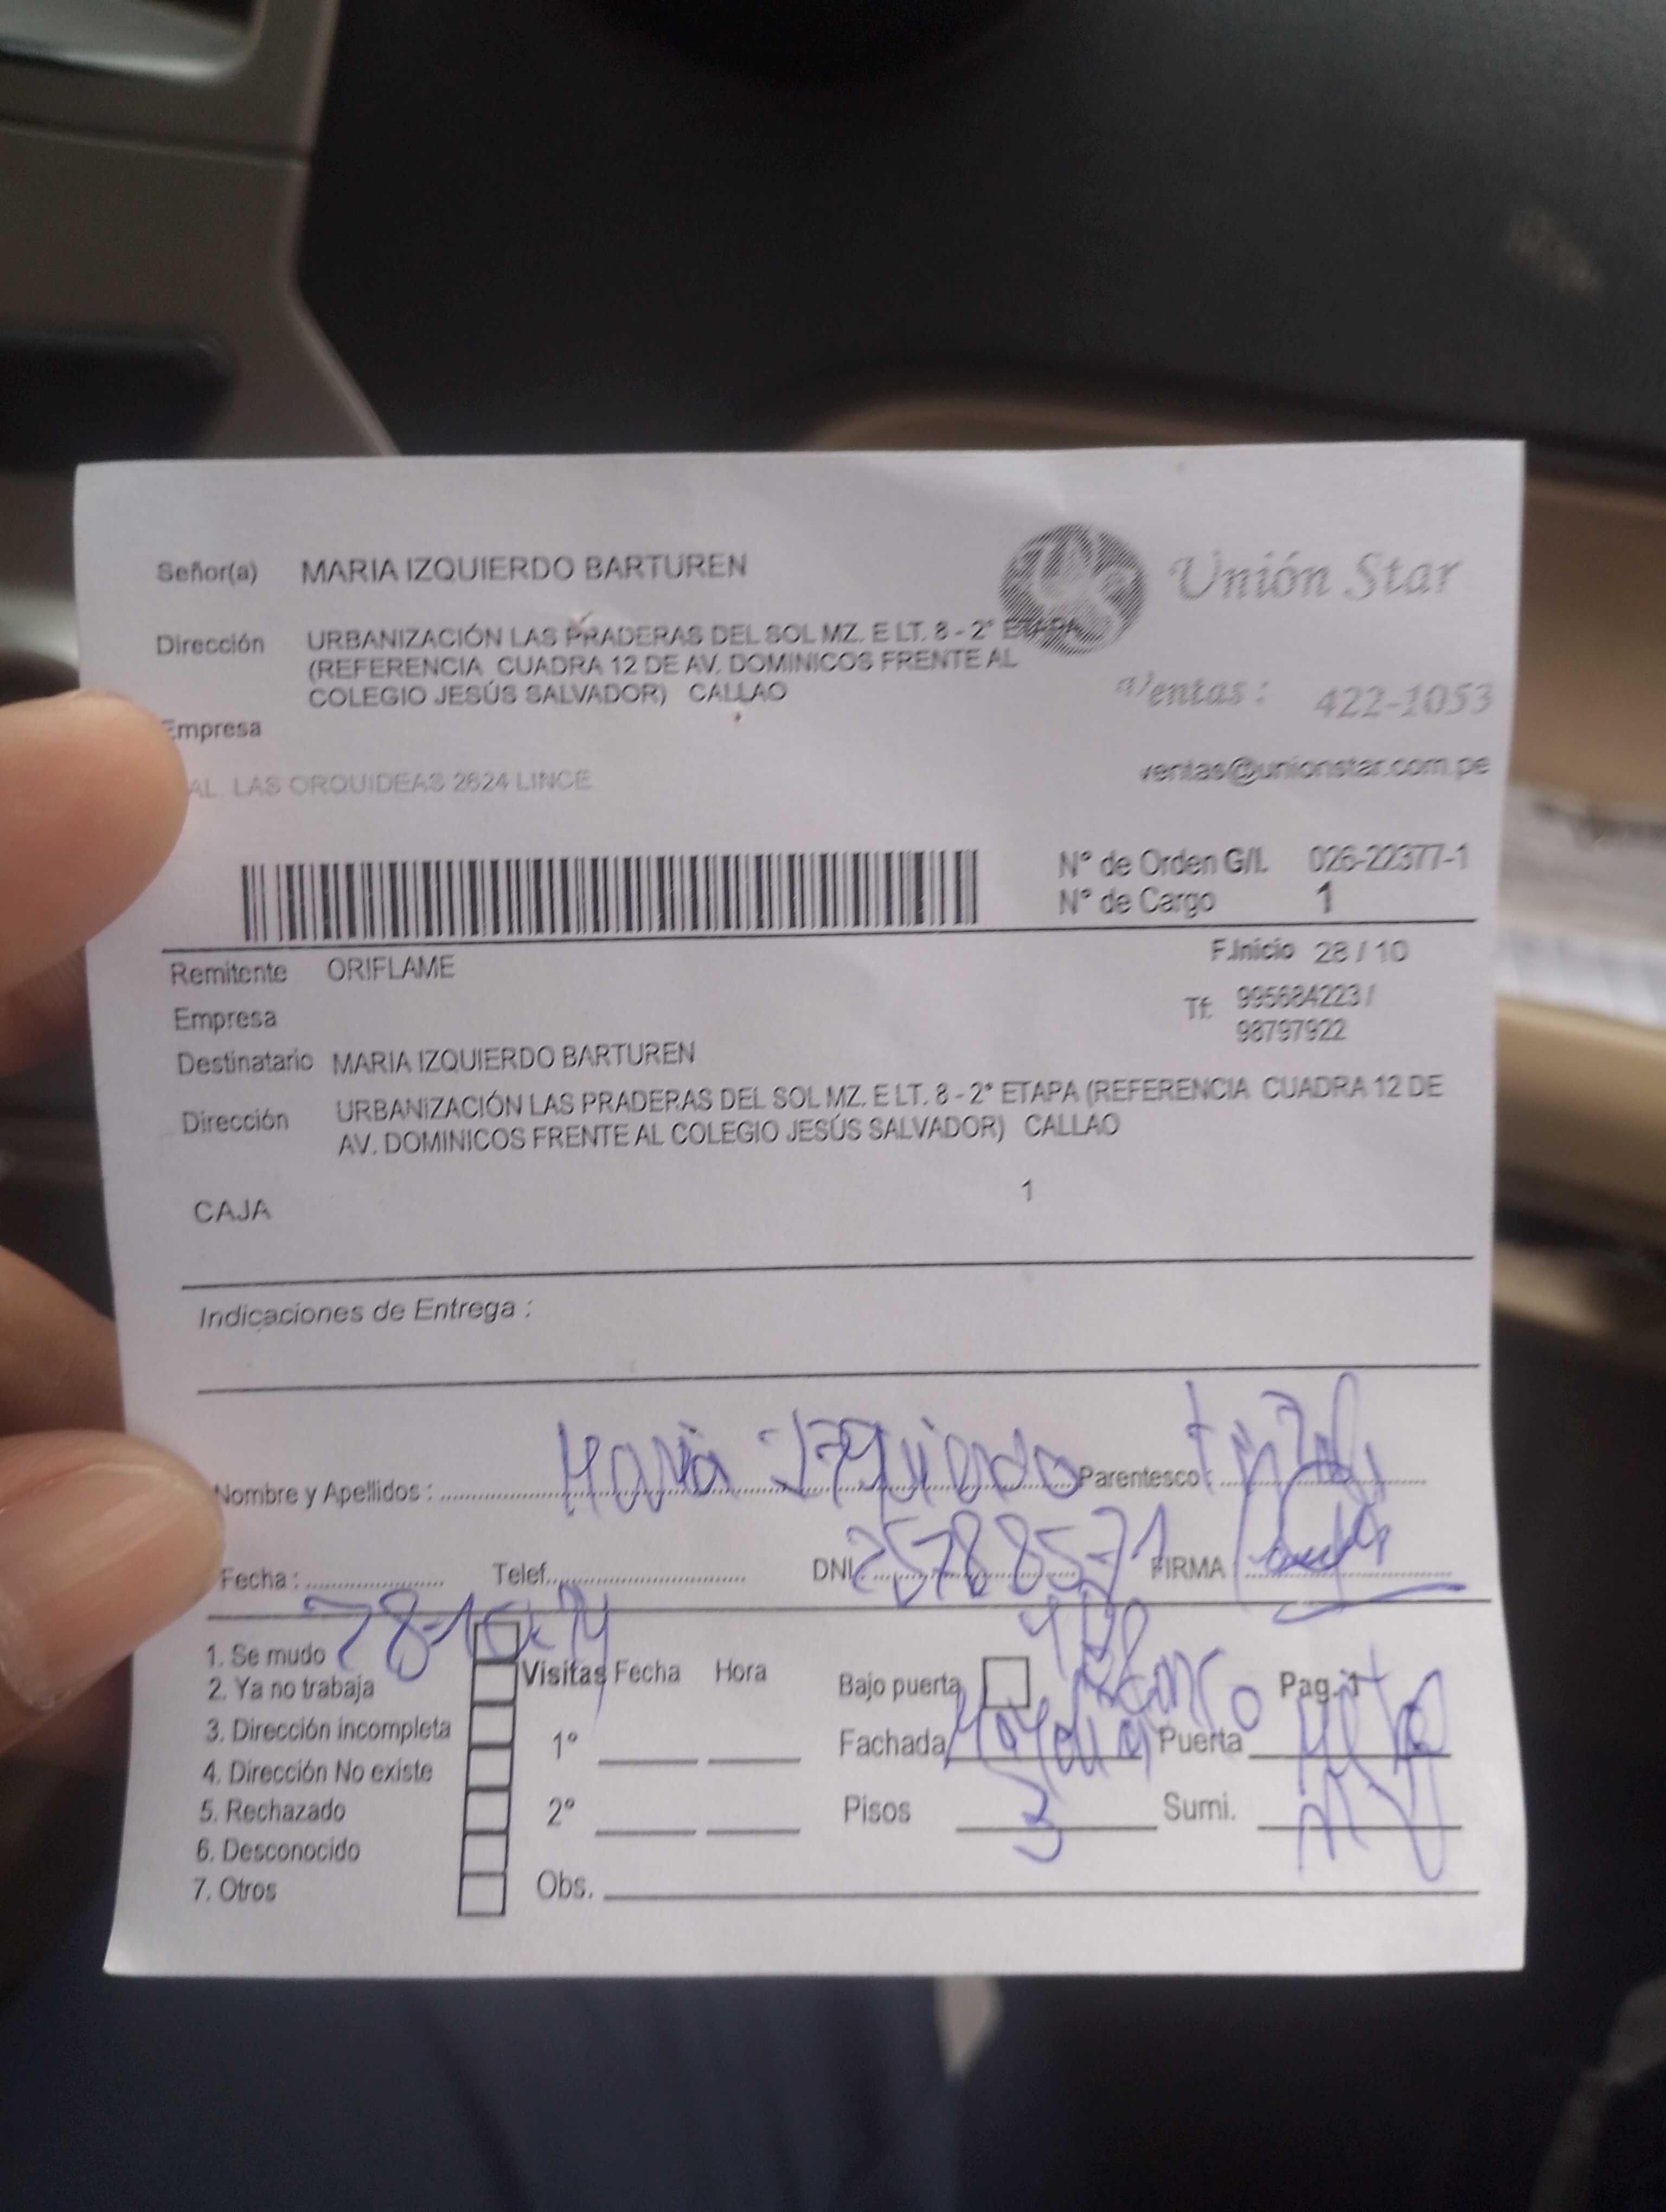 Señor(a) MARIA IZQUIERDO BARTUREN
Unión Star
Dirección URBANIZACIÓN LAS PRADERAS DEL SOL MZ. E LT. 8 - 2° ETAPA
(REFERENCIA CUADRA 12 DE AV. DOMINICOS FRENTE AL
COLEGIO JESÚS SALVADOR) CALLAO
Ventas : 422-1053
Empresa
ventas@unionstar.com.pe
AL. LAS ORQUIDEAS 2624 LINCE
N° de Orden G/I. 026-22377-1
N° de Cargo 1
F.Inicio 28 / 10
Remitente ORIFLAME
Tf. 995684223 /
98797922
Empresa
Destinatario MARIA IZQUIERDO BARTUREN
Dirección URBANIZACIÓN LAS PRADERAS DEL SOL MZ. E LT. 8 - 2° ETAPA (REFERENCIA CUADRA 12 DE
AV. DOMINICOS FRENTE AL COLEGIO JESÚS SALVADOR) CALLAO
CAJA 1
Indicaciones de Entrega :
Nombre y Apellidos : Maria Izquierdo Parentesco :
Fecha : Telef. DNI 25788571 FIRMA
1. Se mudo
2. Ya no trabaja
3. Dirección incompleta
4. Dirección No existe
5. Rechazado
6. Desconocido
7. Otros
Visitas Fecha Hora
1°
2°
Obs.
Bajo puerta Pag. 1
Fachada Puerta
Pisos 3 Sumi.